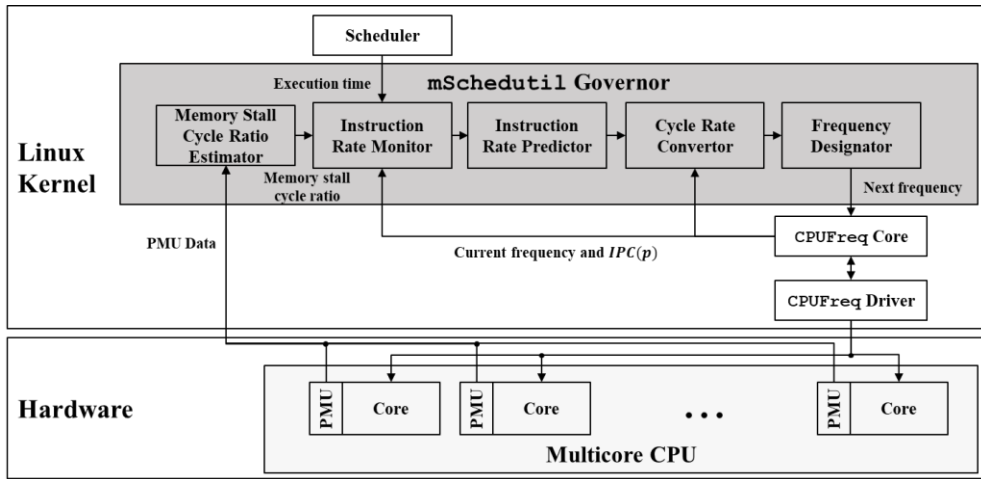 Scheduler
Execution time
mSchedutil Governor
Memory Stall
Cycle Ratio
Estimator
Instruction
Rate Monitor
Instruction
Rate Predictor
Cycle Rate
Convertor
Frequency
Designator
Linux
Kernel
Memory stall
cycle ratio
Next frequency
PMU Data
Current frequency and IPC(p)
CPUFreq Core
CPUFreq Driver
Hardware
PMU
Core
PMU
Core
...
PMU
Core
Multicore CPU